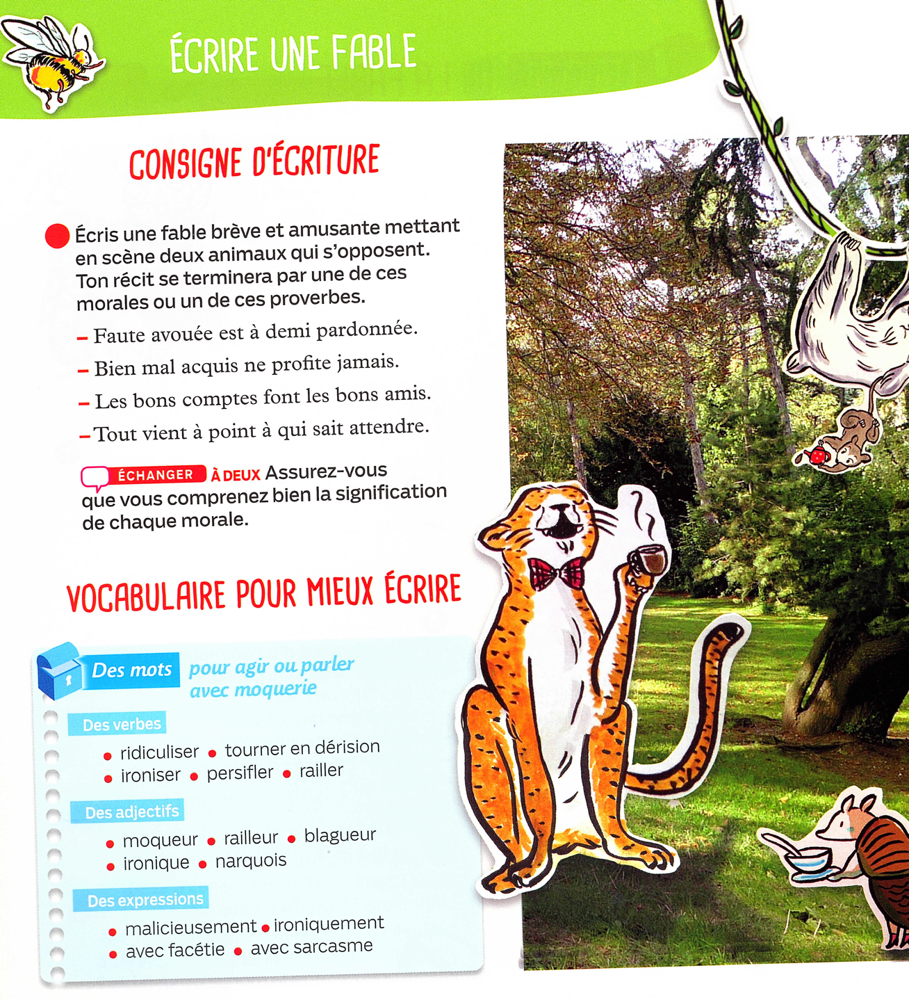 ÉCRIRE UNE FABLE
CONSIGNE D'ÉCRITURE
Écris une fable brève et amusante mettant
en scène deux animaux qui s'opposent.
Ton récit se terminera par une de ces
morales ou un de ces proverbes.
– Faute avouée est à demi pardonnée.
– Bien mal acquis ne profite jamais.
– Les bons comptes font les bons amis.
– Tout vient à point à qui sait attendre.
ÉCHANGER À DEUX Assurez-vous
que vous comprenez bien la signification
de chaque morale.
VOCABULAIRE POUR MIEUX ÉCRIRE
Des mots pour agir ou parler
avec moquerie
Des verbes
• ridiculiser • tourner en dérision
• ironiser • persifler • railler
Des adjectifs
• moqueur • railleur • blagueur
• ironique • narquois
Des expressions
• malicieusement • ironiquement
• avec facétie • avec sarcasme